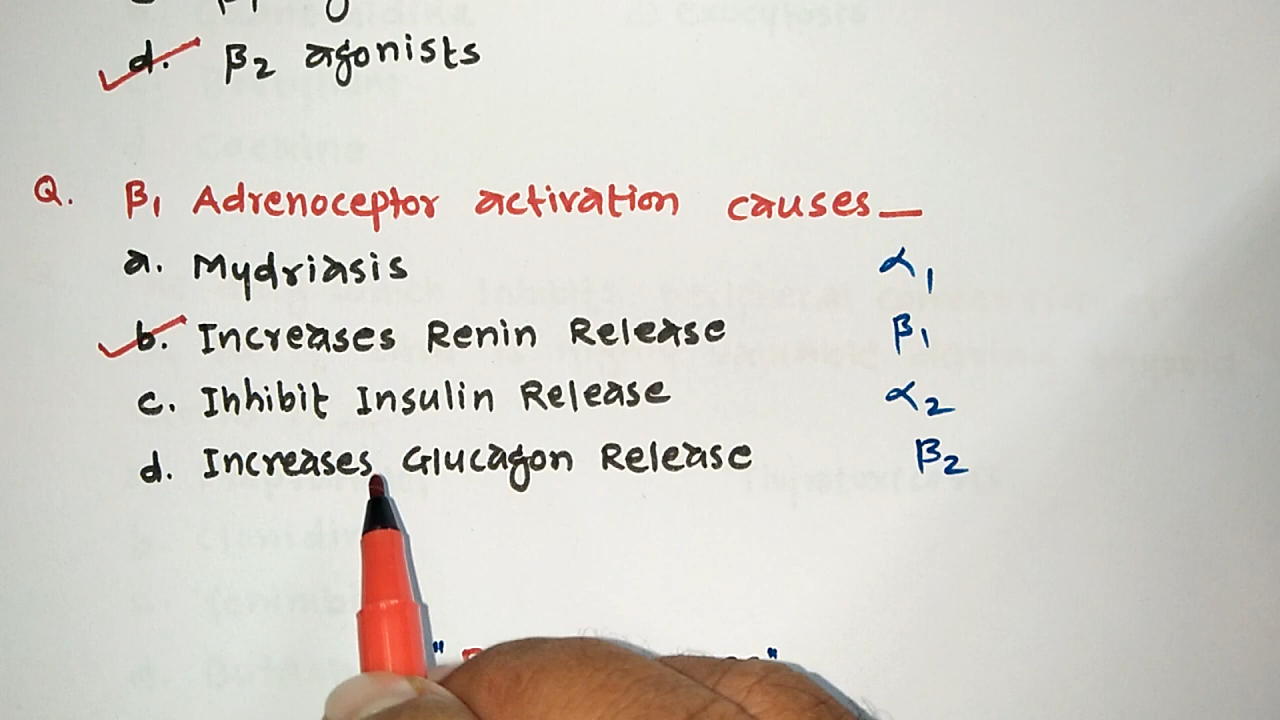 d. β2 agonists
Q. β1 Adrenoceptor activation causes_
a. Mydriasis α1
b. Increases Renin Release β1
c. Inhibit Insulin Release α2
d. Increases Glucagon Release β2